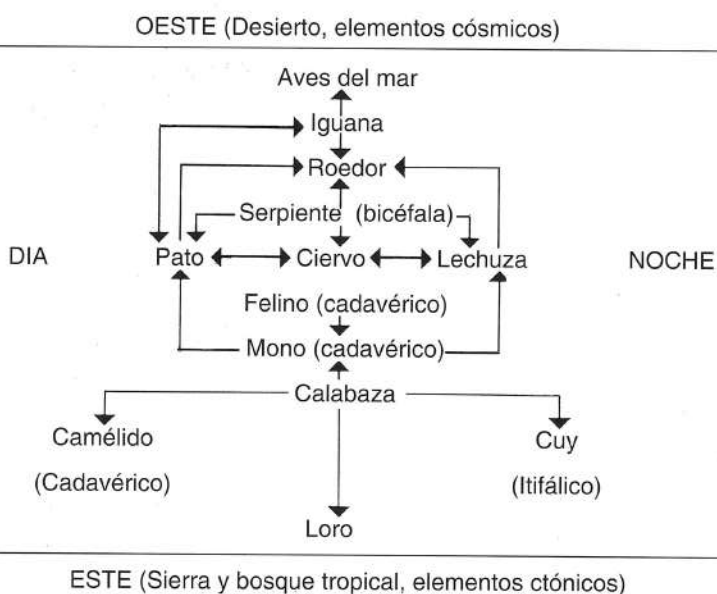 OESTE (Desierto, elementos cósmicos)
Aves del mar
Iguana
Roedor
Serpiente (bicéfala)
DIA Pato Ciervo Lechuza NOCHE
Felino (cadavérico)
Mono (cadavérico)
Calabaza
Camélido Cuy
(Cadavérico) (Itifálico)
Loro
ESTE (Sierra y bosque tropical, elementos ctónicos)